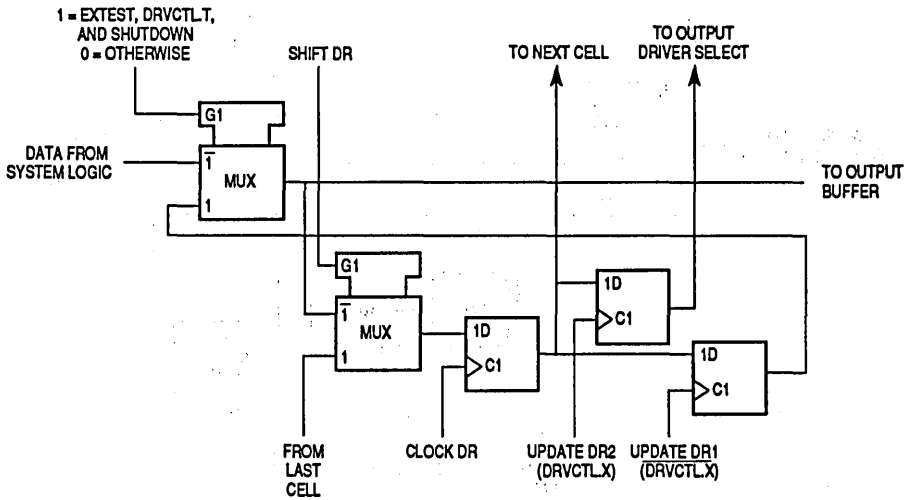 1 = EXTEST, DRVCTL.T,
AND SHUTDOWN
0 = OTHERWISE
SHIFT DR
TO NEXT CELL
TO OUTPUT
DRIVER SELECT
G1
DATA FROM
SYSTEM LOGIC
1̅
MUX
1
TO OUTPUT
BUFFER
G1
1̅
MUX
1
1D
C1
1D
C1
1D
C1
FROM
LAST
CELL
CLOCK DR
UPDATE DR2
(DRVCTL.X)
UPDATE DR1
(D̅R̅V̅C̅T̅L̅.̅X̅)